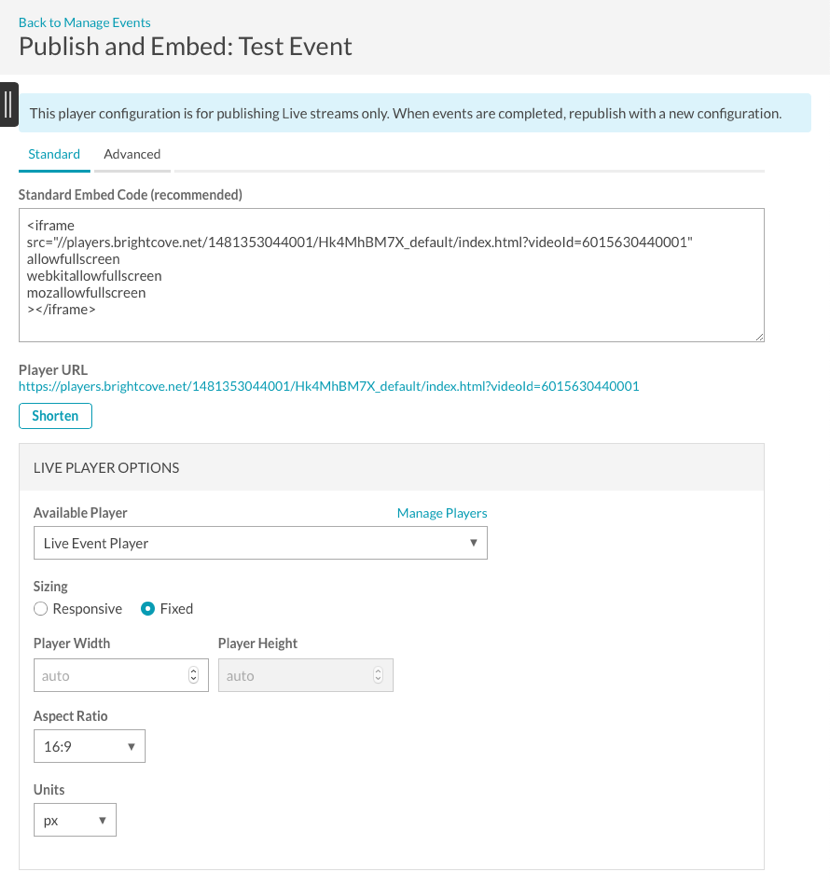 Back to Manage Events
Publish and Embed: Test Event
This player configuration is for publishing Live streams only. When events are completed, republish with a new configuration.
Standard Advanced
Standard Embed Code (recommended)
<iframe
src="//players.brightcove.net/1481353044001/Hk4MhBM7X_default/index.html?videoId=6015630440001"
allowfullscreen
webkitallowfullscreen
mozallowfullscreen
></iframe>
Player URL
https://players.brightcove.net/1481353044001/Hk4MhBM7X_default/index.html?videoId=6015630440001
Shorten
LIVE PLAYER OPTIONS
Available Player Manage Players
Live Event Player
Sizing
Responsive Fixed
Player Width Player Height
auto auto
Aspect Ratio
16:9
Units
px